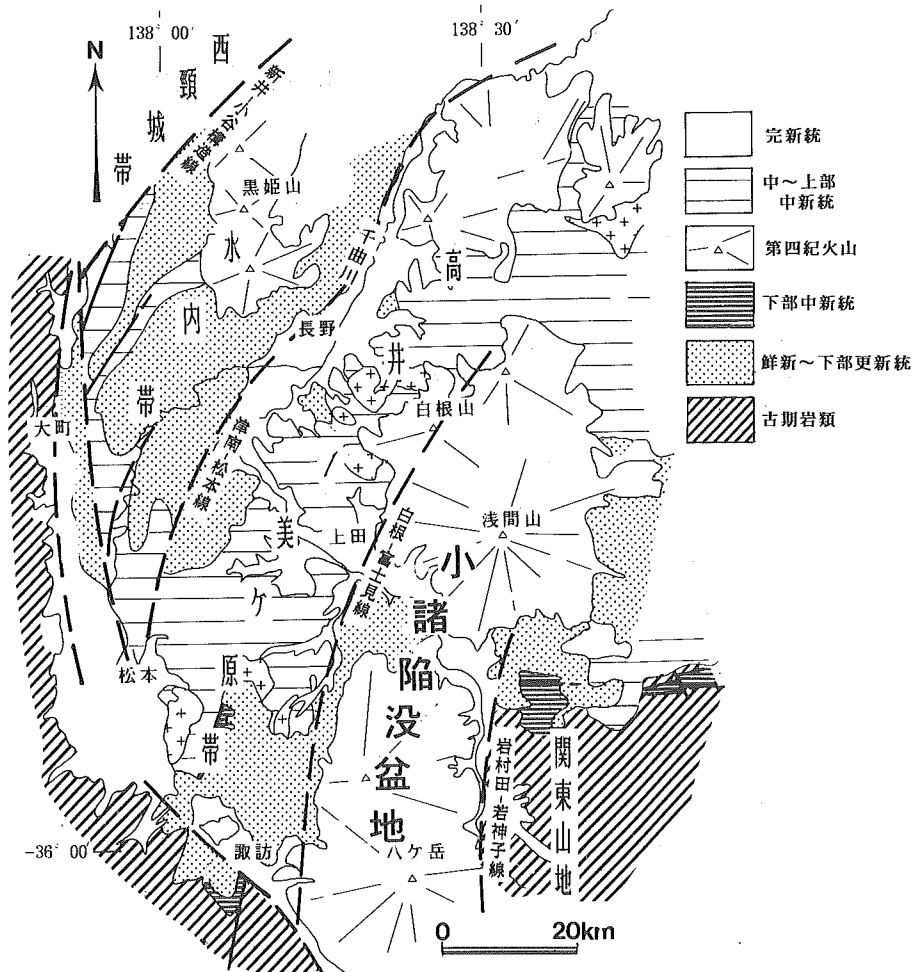 138° 00′
138° 30′
N
西頸城帯
新井小谷構造線
黒姫山
水内帯
千曲川
高井
長野
白根山
大町
津南松本線
浅間山
上田
美ケ原
帯
白根
富士見線
小諸陥没盆地
松本
岩村田-若神子線
関東山地
-36° 00′
諏訪
八ケ岳
0 20km
完新統
中～上部
中新統
第四紀火山
下部中新統
鮮新～下部更新統
古期岩類